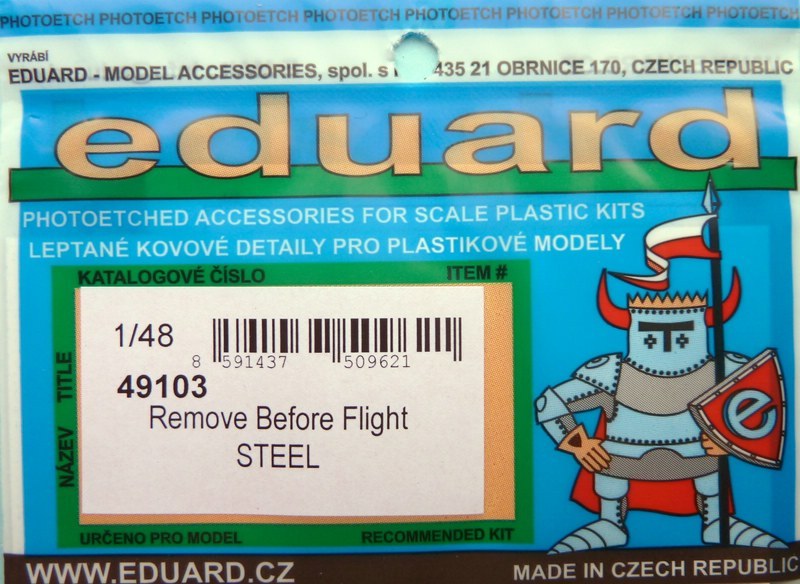 PHOTOETCH PHOTOETCH PHOTOETCH PHOTOETCH PHOTOETCH PHOTOETCH PHOTOETCH PHOTOETCH
VYRÁBÍ
EDUARD - MODEL ACCESSORIES, spol. s 435 21 OBRNICE 170, CZECH REPUBLIC
eduard
PHOTOETCHED ACCESSORIES FOR SCALE PLASTIC KITS
LEPTANÉ KOVOVÉ DETAILY PRO PLASTIKOVÉ MODELY
KATALOGOVÉ ČÍSLO ITEM #
NÁZEV TITLE
1/48
8 591437 509621
49103
Remove Before Flight
STEEL
e
URČENO PRO MODEL RECOMMENDED KIT
WWW.EDUARD.CZ
MADE IN CZECH REPUBLIC